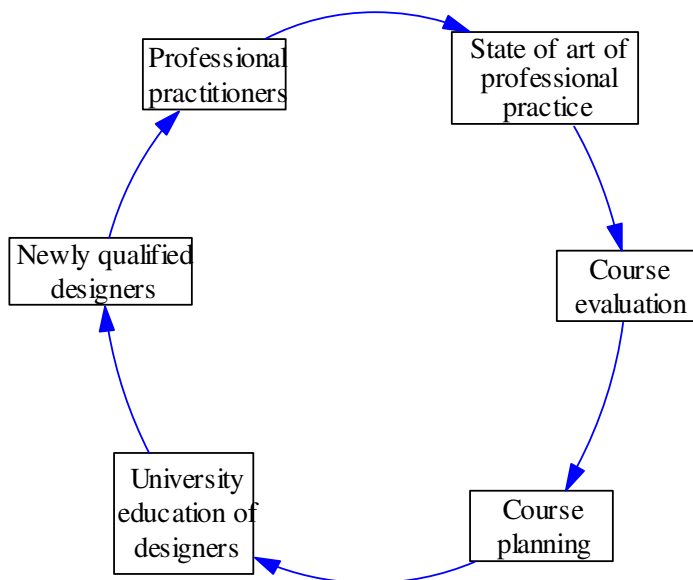 Professional
practitioners
State of art of
professional
practice
Newly qualified
designers
Course
evaluation
University
education of
designers
Course
planning